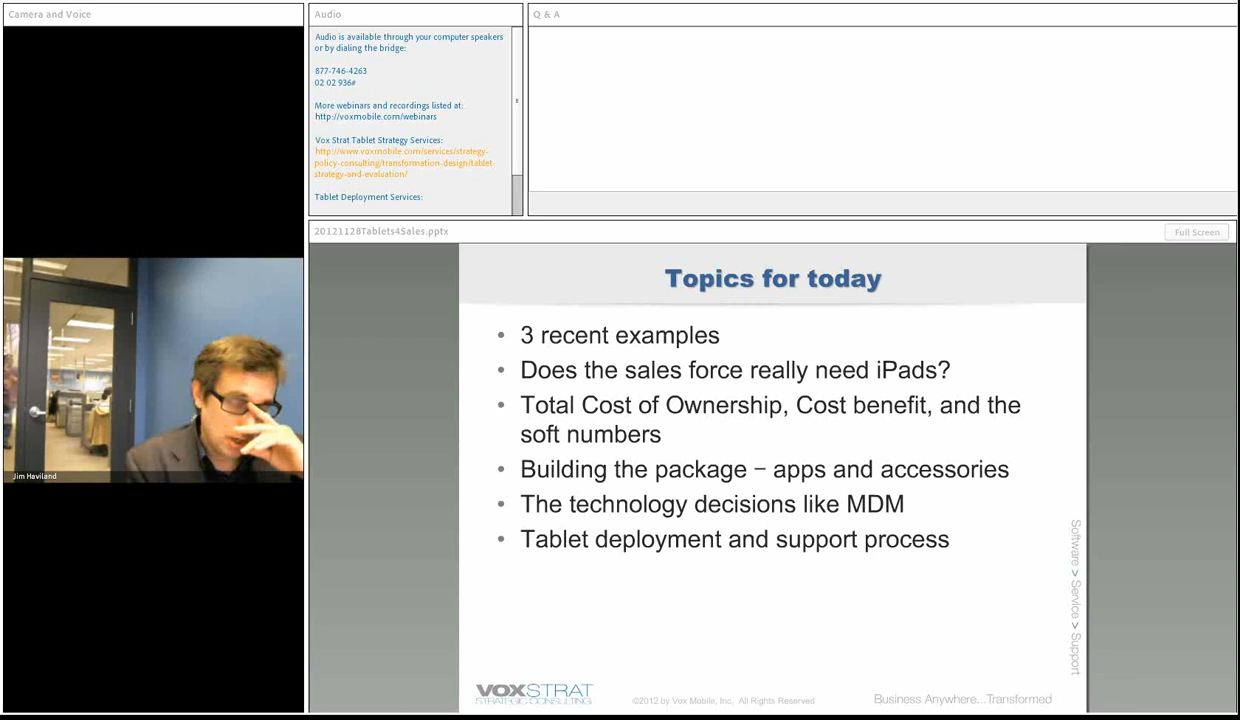 Camera and Voice
Audio
Q & A
Audio is available through your computer speakers
or by dialing the bridge:
877-746-4263
02 02 936#
More webinars and recordings listed at:
http://voxmobile.com/webinars
Vox Strat Tablet Strategy Services:
http://www.voxmobile.com/services/strategy-
policy-consulting/transformation-design/tablet-
strategy-and-evaluation/
Tablet Deployment Services:
20121128Tablets4Sales.pptx
Full Screen
Topics for today
• 3 recent examples
• Does the sales force really need iPads?
• Total Cost of Ownership, Cost benefit, and the
soft numbers
• Building the package – apps and accessories
• The technology decisions like MDM
• Tablet deployment and support process
Jim Haviland
Software > Service > Support
VOXSTRAT
STRATEGIC CONSULTING
©2012 by Vox Mobile, Inc. All Rights Reserved
Business Anywhere...Transformed